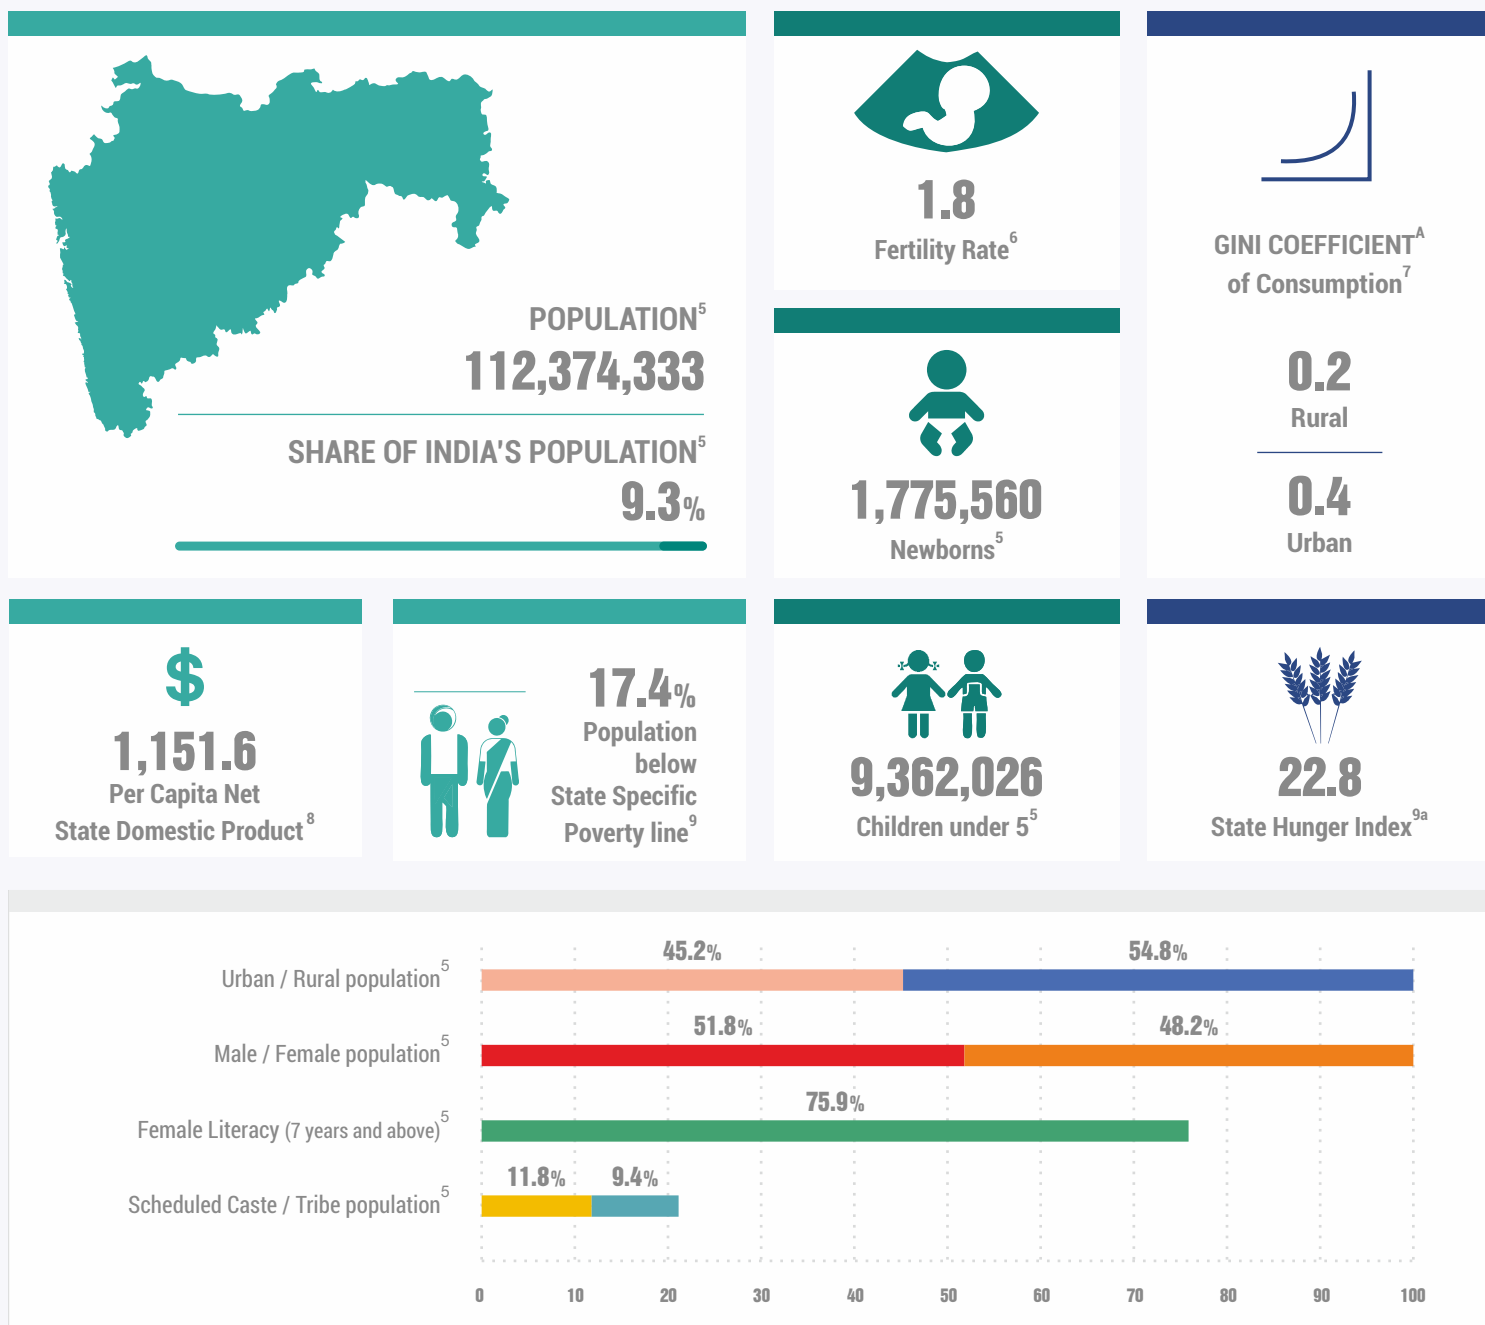 POPULATION5
112,374,333
SHARE OF INDIA'S POPULATION5
9.3%
1.8
Fertility Rate6
1,775,560
Newborns5
GINI COEFFICIENTA
of Consumption7
0.2
Rural
0.4
Urban
$
1,151.6
Per Capita Net
State Domestic Product8
17.4%
Population
below
State Specific
Poverty line9
9,362,026
Children under 55
22.8
State Hunger Index9a
45.2% 54.8%
Urban / Rural population5
51.8% 48.2%
Male / Female population5
75.9%
Female Literacy (7 years and above)5
11.8% 9.4%
Scheduled Caste / Tribe population5
0 10 20 30 40 50 60 70 80 90 100